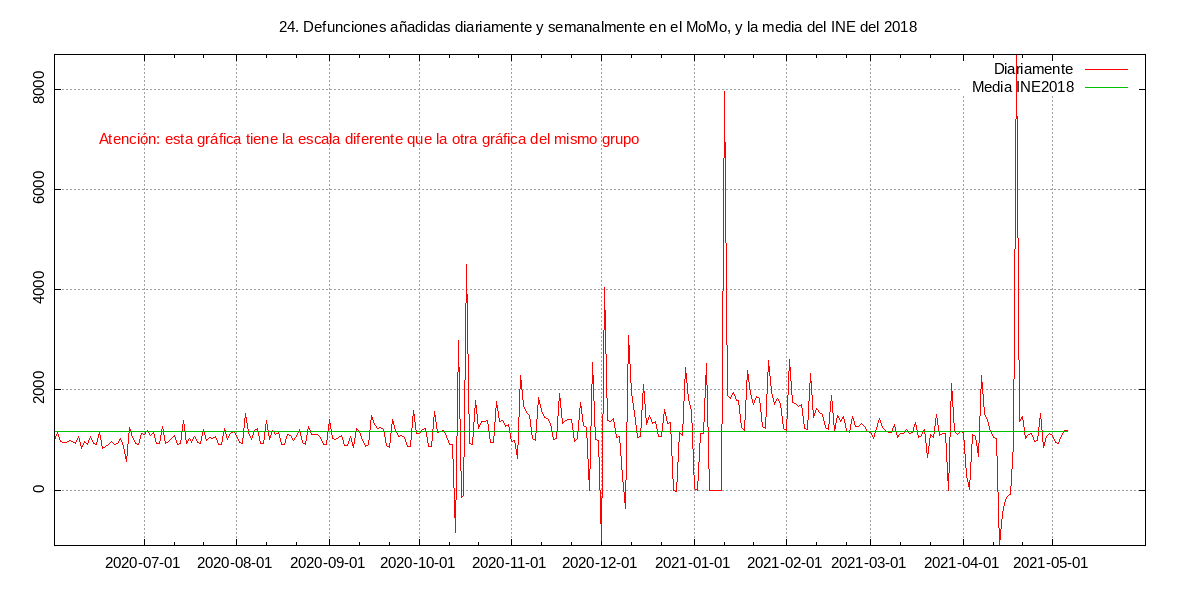 24. Defunciones añadidas diariamente y semanalmente en el MoMo, y la media del INE del 2018
Diariamente
Media INE2018
Atención: esta gráfica tiene la escala diferente que la otra gráfica del mismo grupo
8000
6000
4000
2000
0
2020-07-01 2020-08-01 2020-09-01 2020-10-01 2020-11-01 2020-12-01 2021-01-01 2021-02-01 2021-03-01 2021-04-01 2021-05-01